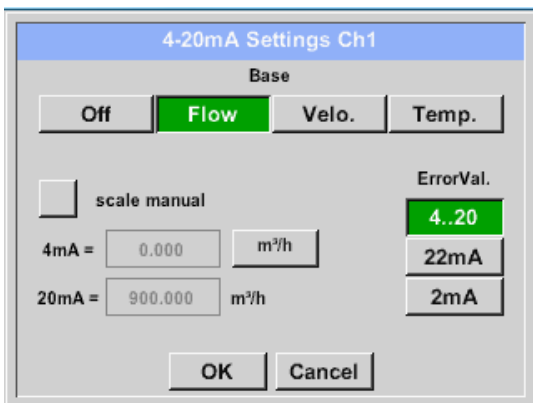 4-20mA Settings Ch1
Base
Off Flow Velo. Temp.
ErrorVal.
scale manual
4..20
4mA = 0.000 m³/h
22mA
20mA = 900.000 m³/h
2mA
OK Cancel